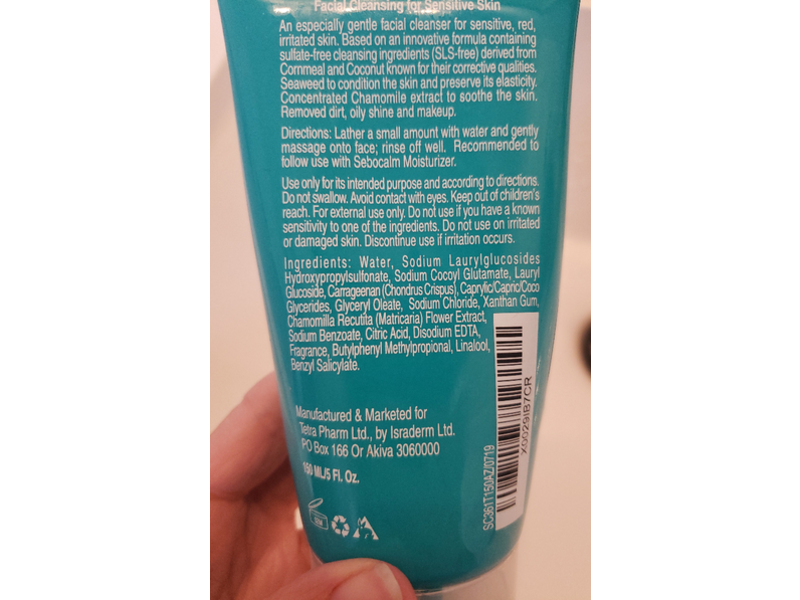 Facial Cleansing for Sensitive Skin
An especially gentle facial cleanser for sensitive, red,
irritated skin. Based on an innovative formula containing
sulfate-free cleansing ingredients (SLS-free) derived from
Cornmeal and Coconut known for their corrective qualities.
Seaweed to condition the skin and preserve its elasticity.
Concentrated Chamomile extract to soothe the skin.
Removed dirt, oily shine and makeup.
Directions: Lather a small amount with water and gently
massage onto face; rinse off well. Recommended to
follow use with Sebocalm Moisturizer.
Use only for its intended purpose and according to directions.
Do not swallow. Avoid contact with eyes. Keep out of children's
reach. For external use only. Do not use if you have a known
sensitivity to one of the ingredients. Do not use on irritated
or damaged skin. Discontinue use if irritation occurs.
Ingredients: Water, Sodium Laurylglucosides
Hydroxypropylsulfonate, Sodium Cocoyl Glutamate, Lauryl
Glucoside, Carrageenan (Chondrus Crispus), Caprylic/Capric/Coco
Glycerides, Glyceryl Oleate, Sodium Chloride, Xanthan Gum,
Chamomilla Recutita (Matricaria) Flower Extract,
Sodium Benzoate, Citric Acid, Disodium EDTA,
Fragrance, Butylphenyl Methylpropional, Linalool,
Benzyl Salicylate.
Manufactured & Marketed for
Tetra Pharm Ltd., by Israderm Ltd.
PO Box 166 Or Akiva 3060000
150 ML/5 Fl. Oz.
SC361T150AZ/0719
X0029IB7CR